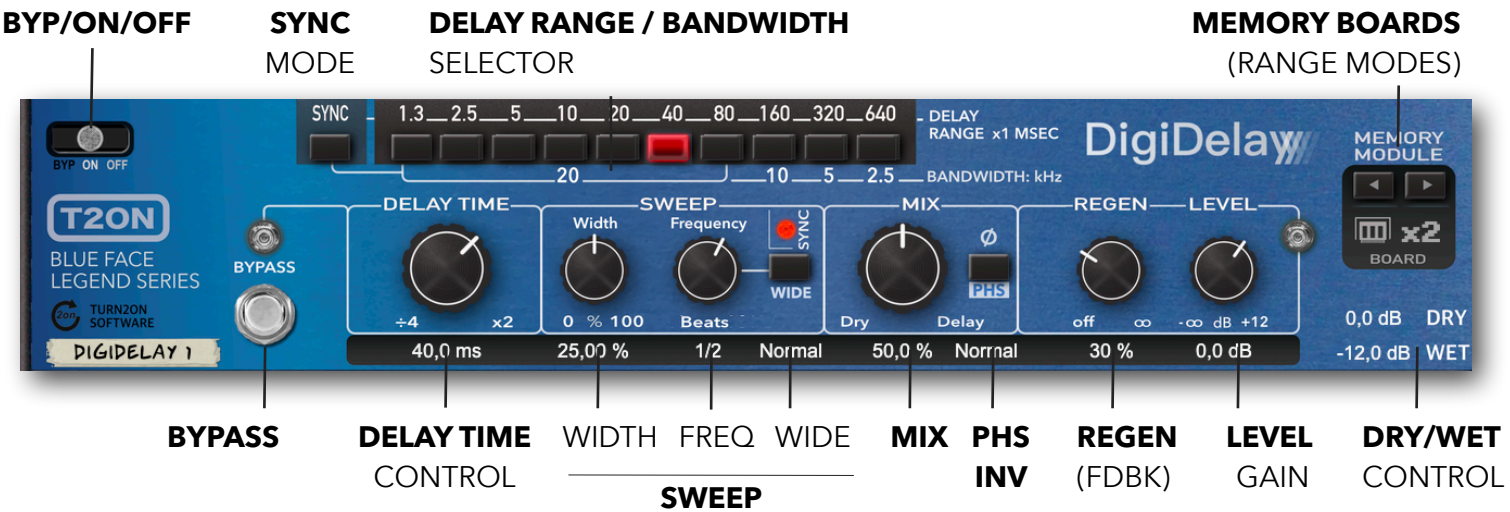 BYP/ON/OFF SYNC DELAY RANGE / BANDWIDTH MEMORY BOARDS
MODE SELECTOR (RANGE MODES)
SYNC 1.3 2.5 5 10 20 40 80 160 320 640 DELAY
RANGE x1 MSEC
BYP ON OFF
20 10 5 2.5 BANDWIDTH: kHz
DigiDelay
MEMORY
MODULE
T2ON
BLUE FACE
LEGEND SERIES
2on TURN2ON
SOFTWARE
DIGIDELAY 1
BYPASS
DELAY TIME SWEEP MIX REGEN LEVEL
Width Frequency SYNC Ø
WIDE PHS
÷4 x2 0 % 100 Beats Dry Delay off ∞ -∞ dB +12
x2
BOARD
40,0 ms 25,00 % 1/2 Normal 50,0 % Normal 30 % 0,0 dB
0,0 dB DRY
-12,0 dB WET
BYPASS DELAY TIME WIDTH FREQ WIDE MIX PHS REGEN LEVEL DRY/WET
CONTROL INV (FDBK) GAIN CONTROL
SWEEP